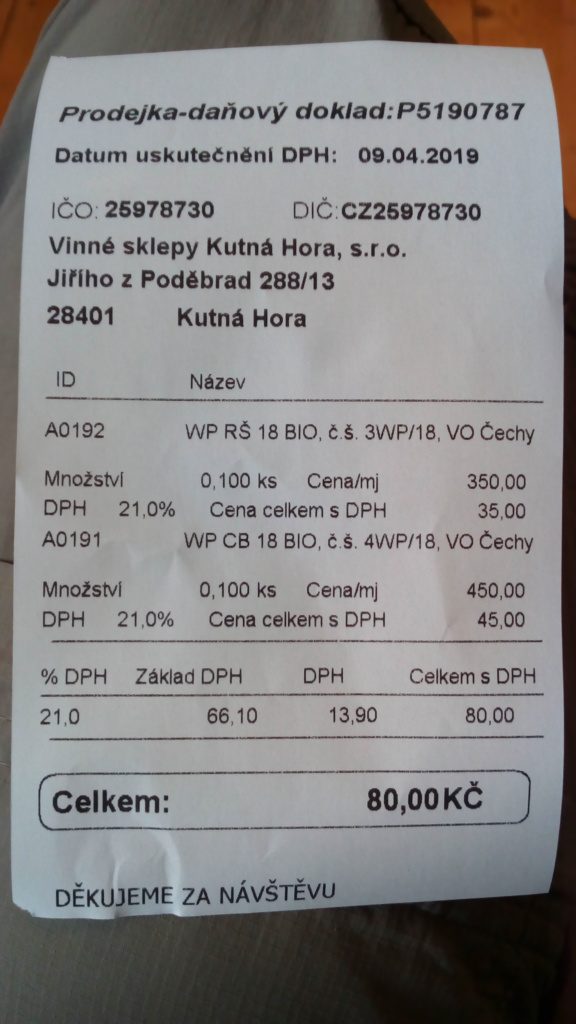 Prodejka-daňový doklad:P5190787
Datum uskutečnění DPH: 09.04.2019
IČO: 25978730 DIČ:CZ25978730
Vinné sklepy Kutná Hora, s.r.o.
Jiřího z Poděbrad 288/13
28401 Kutná Hora
ID Název
A0192 WP RŠ 18 BIO, č.š. 3WP/18, VO Čechy
Množství 0,100 ks Cena/mj 350,00
DPH 21,0% Cena celkem s DPH 35,00
A0191 WP CB 18 BIO, č.š. 4WP/18, VO Čechy
Množství 0,100 ks Cena/mj 450,00
DPH 21,0% Cena celkem s DPH 45,00
% DPH Základ DPH DPH Celkem s DPH
21,0 66,10 13,90 80,00
Celkem: 80,00KČ
DĚKUJEME ZA NÁVŠTĚVU